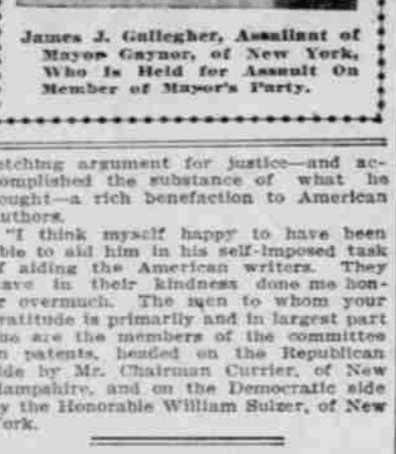 James J. Gallegher, Assailant of
Mayor Gaynor, of New York,
Who Is Held for Assault On
Member of Mayor's Party.
etching argument for justice—and ac-
omplished the substance of what he
ought—a rich benefaction to American
uthors.
"I think myself happy to have been
ble to aid him in his self-imposed task
f aiding the American writers. They
ave in their kindness done me hon-
r overmuch. The men to whom your
ratitude is primarily and in largest part
ue are the members of the committee
n patents, headed on the Republican
ide by Mr. Chairman Currier, of New
ampshire, and on the Democratic side
y the Honorable William Sulzer, of New
ork.